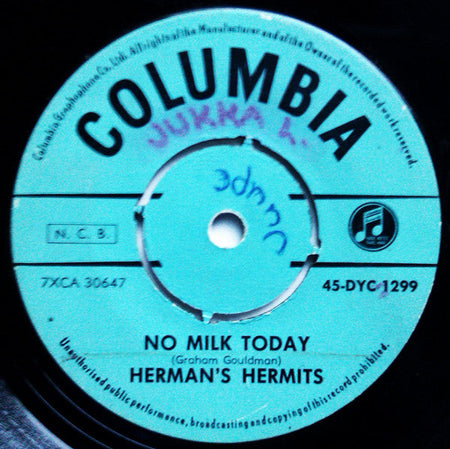 Columbia Graphophone Co., Ltd. All rights of the Manufacturer and of the Owner of the recorded work reserved.
COLUMBIA
JUKKA L.
N. C. B.
7XCA 30647
45-DYC 1299
NO MILK TODAY
(Graham Gouldman)
HERMAN'S HERMITS
Unauthorised public performance, broadcasting and copying of this record prohibited.